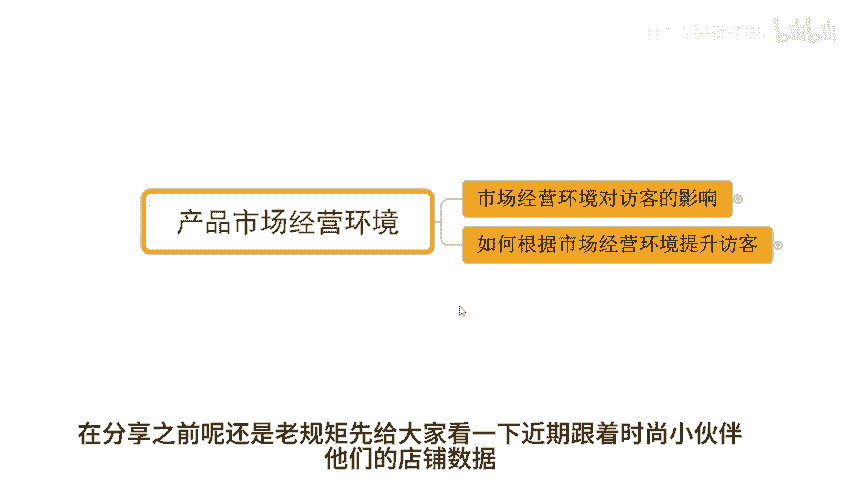 产品市场经营环境
市场经营环境对访客的影响
如何根据市场经营环境提升访客
在分享之前呢还是老规矩先给大家看一下近期跟着时尚小伙伴
他们的店铺数据